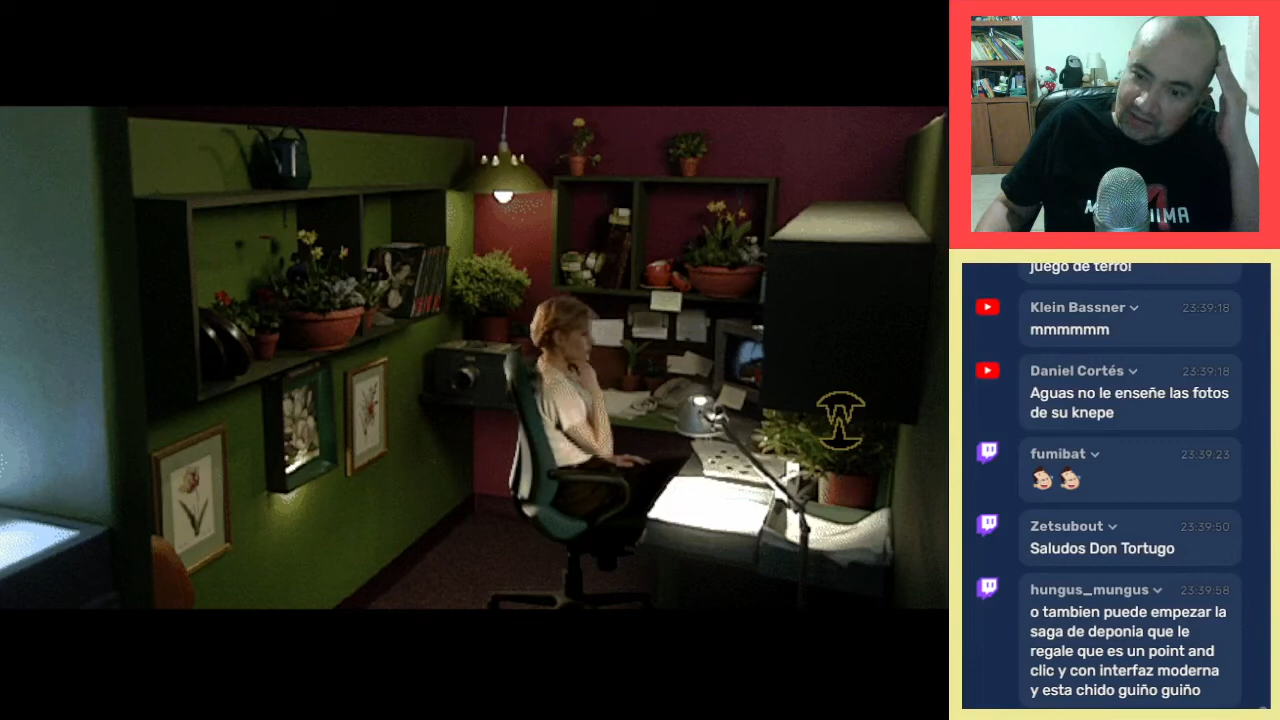 juego de terro!
Klein Bassner 23:39:18
mmmmmm
Daniel Cortés 23:39:18
Aguas no le enseñe las fotos
de su knepe
fumibat 23:39:23
Zetsubout 23:39:50
Saludos Don Tortugo
hungus_mungus 23:39:58
o tambien puede empezar la
saga de deponia que le
regale que es un point and
clic y con interfaz moderna
y esta chido guiño guiño